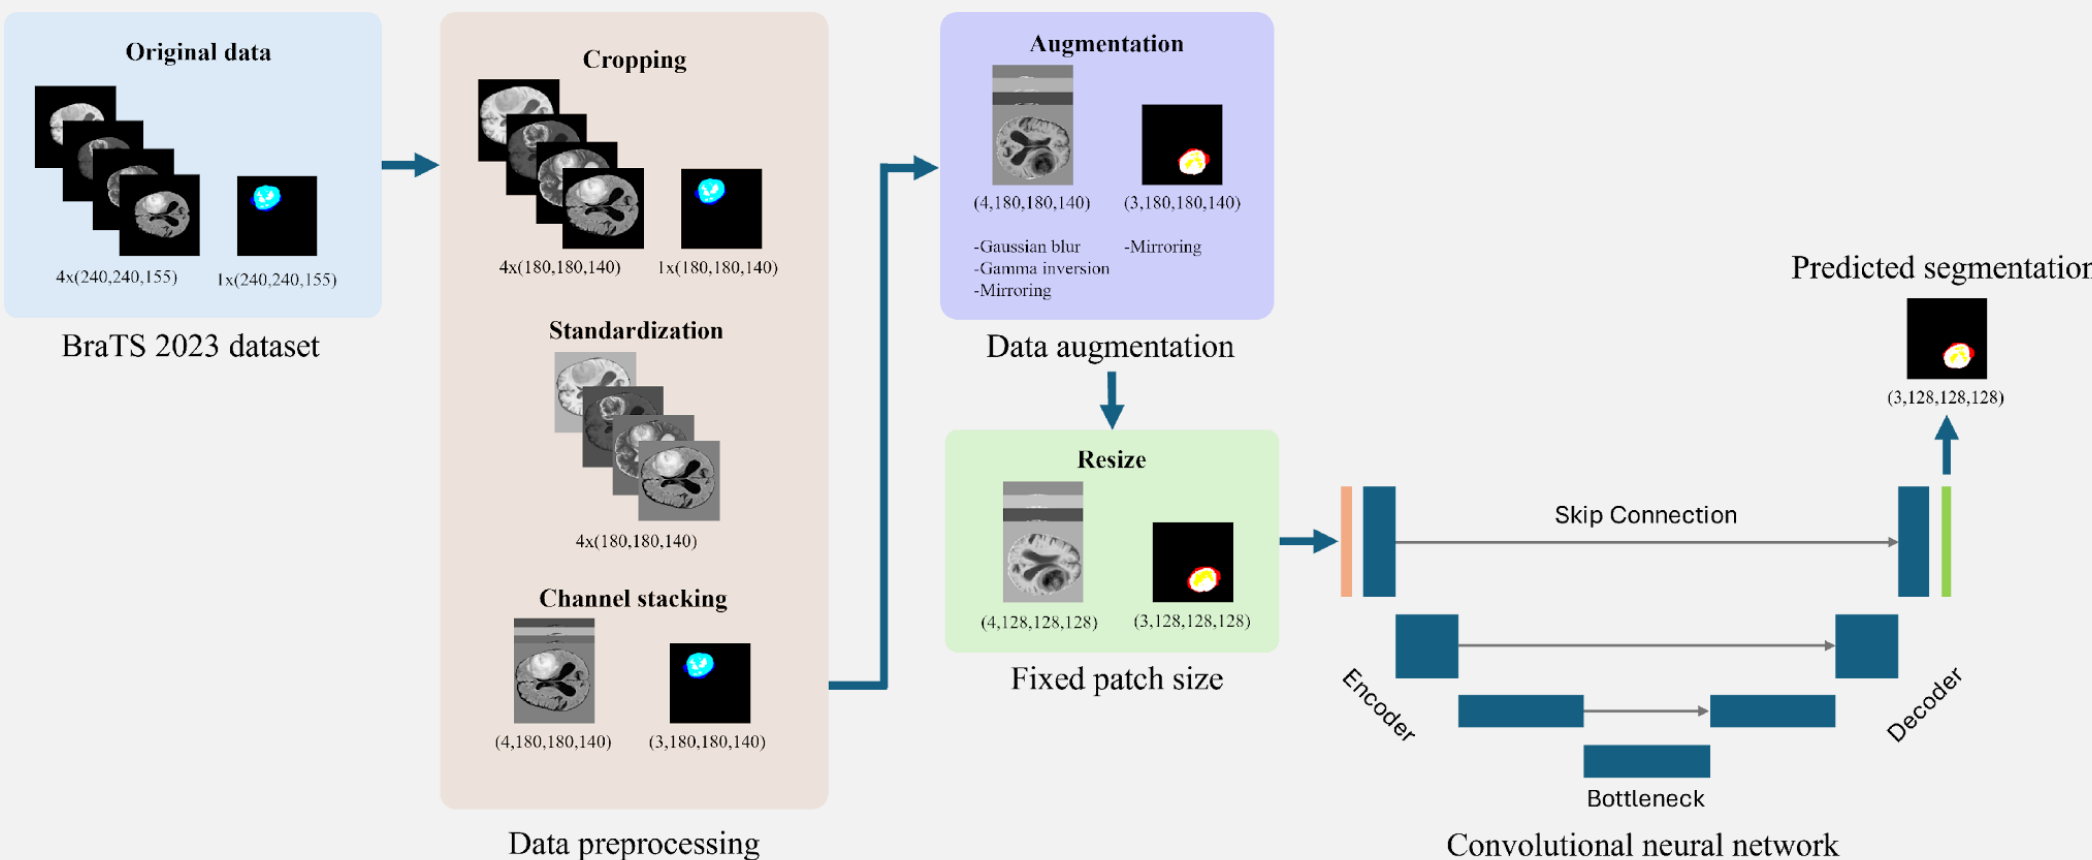 Original data
4x(240,240,155)
1x(240,240,155)
BraTS 2023 dataset
Cropping
4x(180,180,140)
1x(180,180,140)
Standardization
4x(180,180,140)
Channel stacking
(4,180,180,140)
(3,180,180,140)
Data preprocessing
Augmentation
(4,180,180,140)
(3,180,180,140)
-Gaussian blur
-Gamma inversion
-Mirroring
-Mirroring
Data augmentation
Resize
(4,128,128,128)
(3,128,128,128)
Fixed patch size
Predicted segmentation
(3,128,128,128)
Skip Connection
Encoder
Decoder
Bottleneck
Convolutional neural network